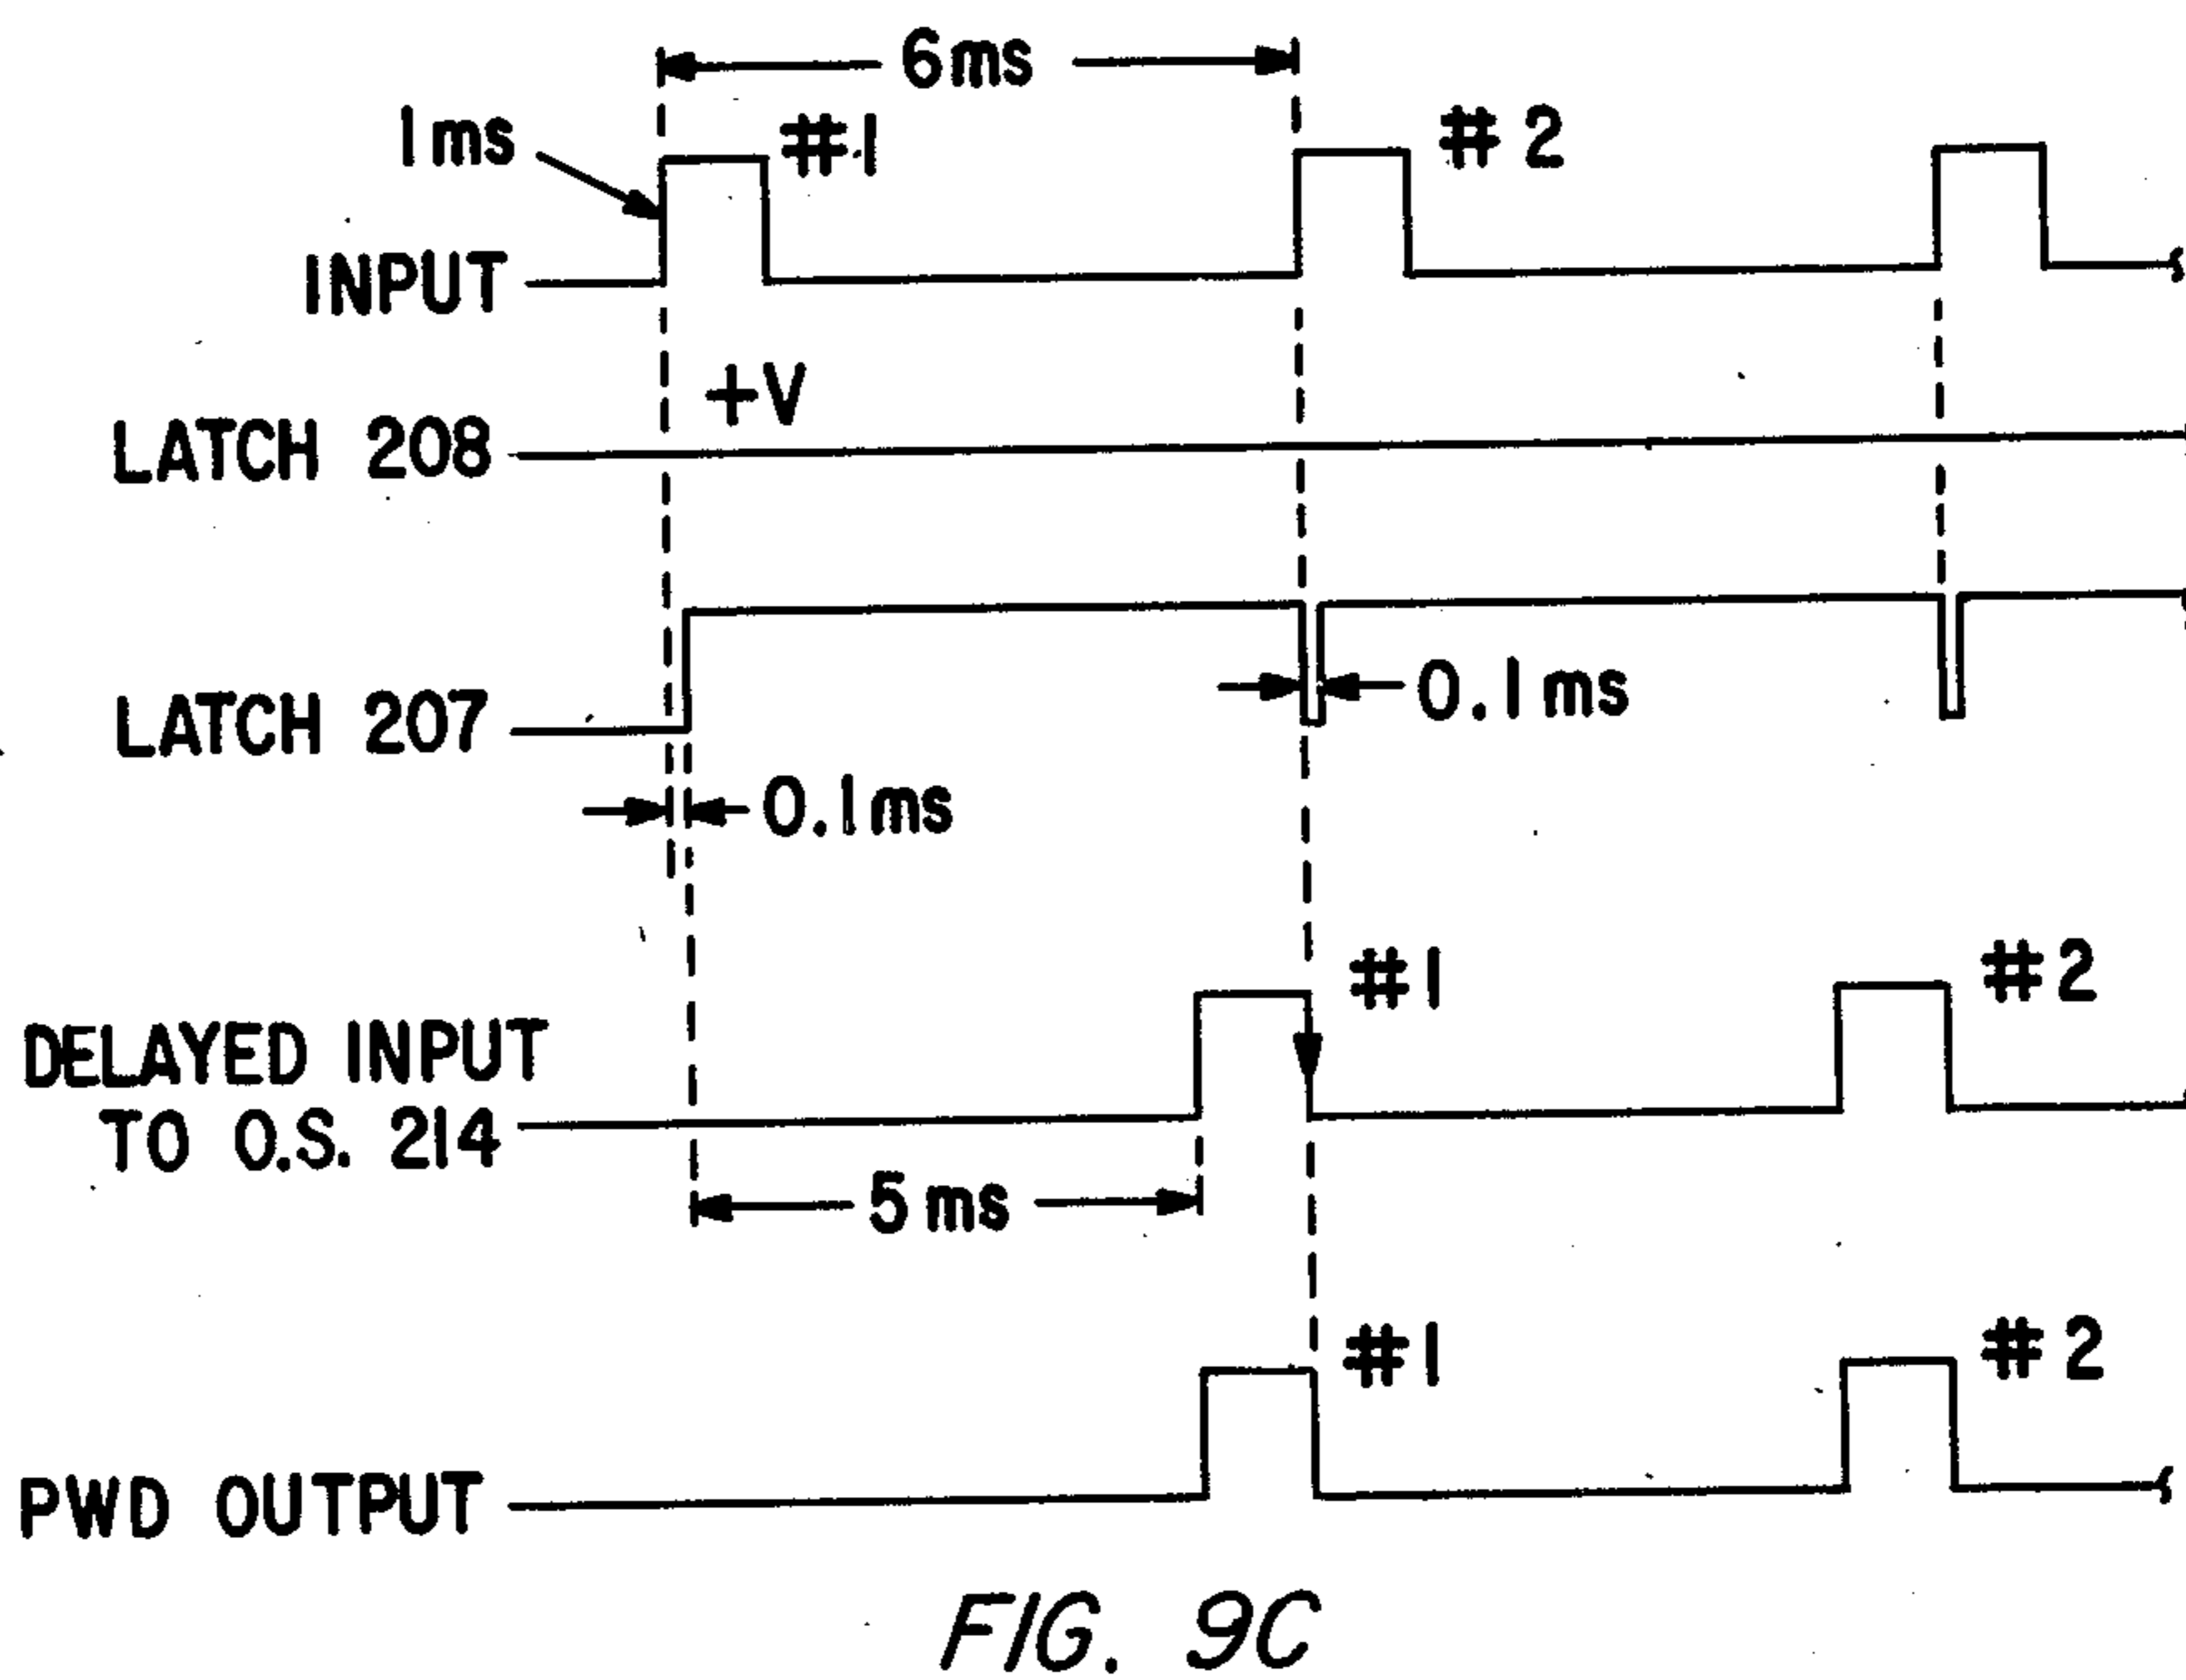 6ms
1ms
#1
#2
INPUT
+V
LATCH 208
LATCH 207
0.1ms
0.1ms
#1
#2
DELAYED INPUT
TO O.S. 214
5ms
#1
#2
PWD OUTPUT
FIG. 9C